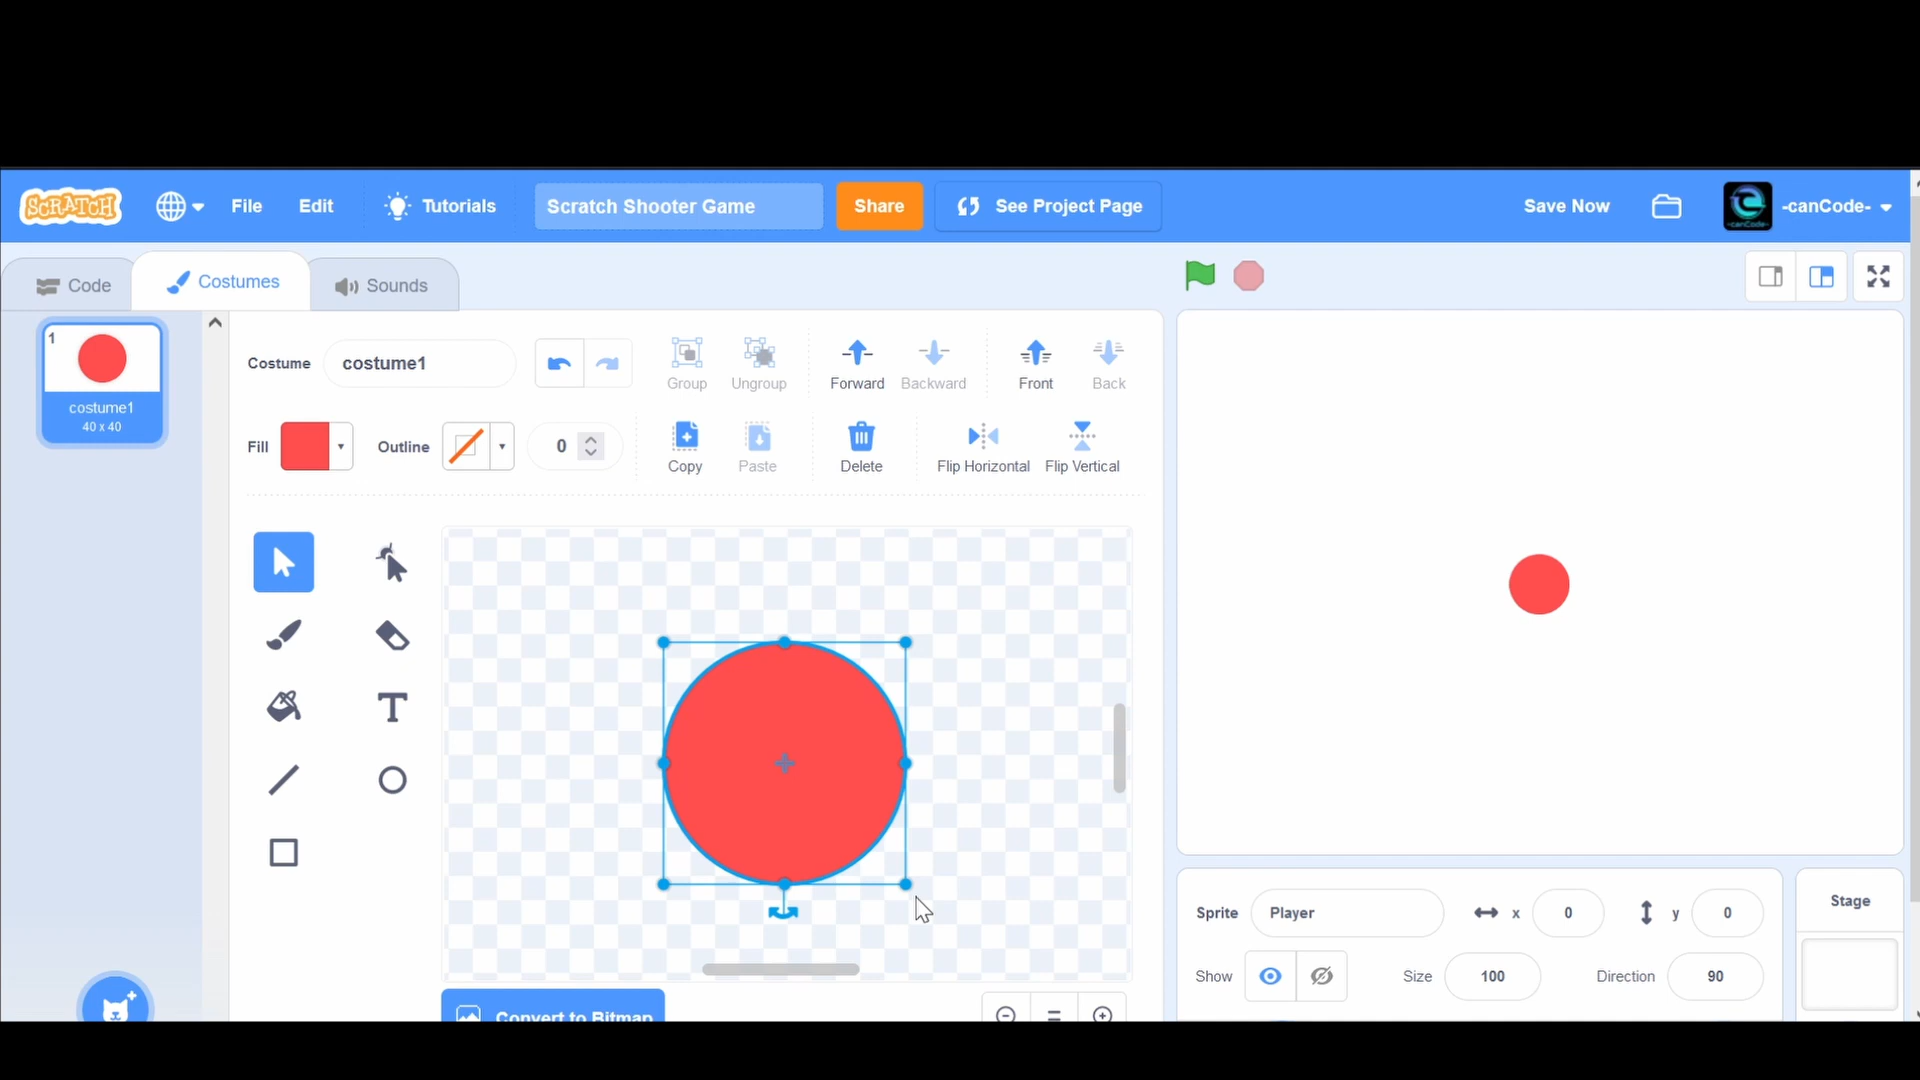 SCRATCH File Edit Tutorials Scratch Shooter Game Share See Project Page Save Now -canCode-
Code Costumes Sounds
1
costume1
40 x 40
Costume costume1 Group Ungroup Forward Backward Front Back
Fill Outline 0 Copy Paste Delete Flip Horizontal Flip Vertical
T
Convert to Bitmap
Sprite Player x 0 y 0
Show Size 100 Direction 90
Stage